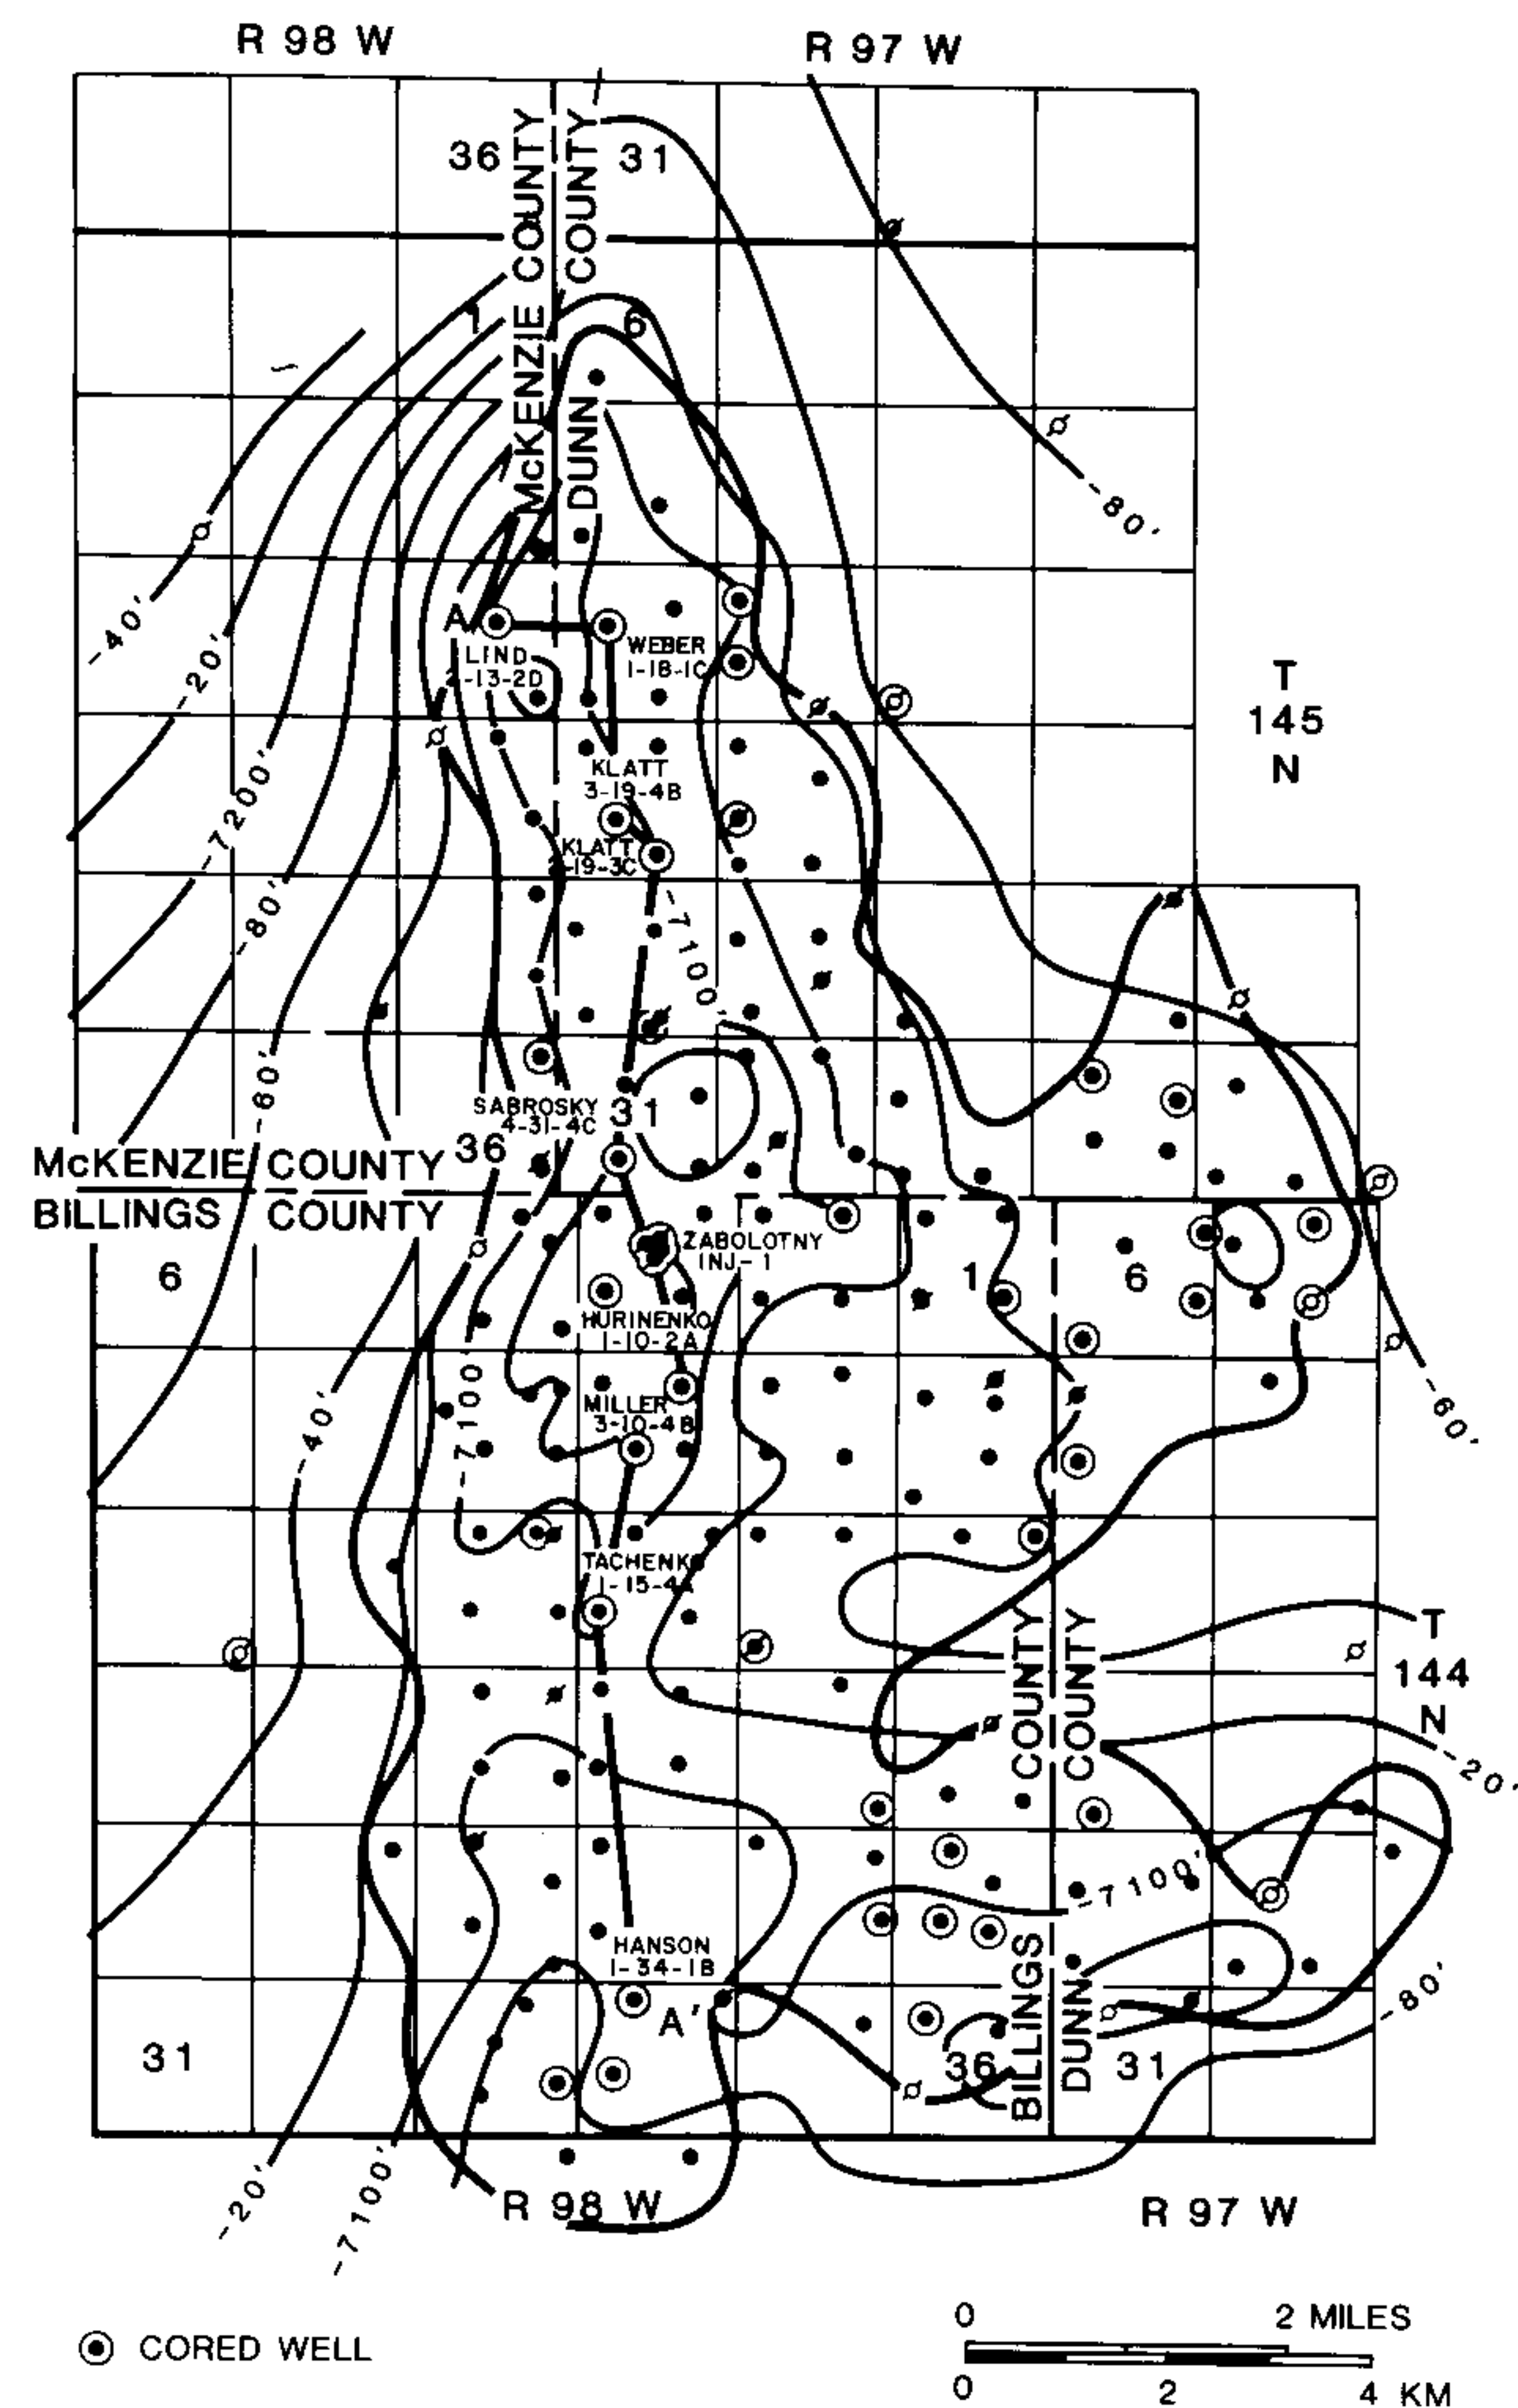 R 98 W
R 97 W
36
McKENZIE COUNTY
DUNN COUNTY
31
6
1
-80'
A
-40'
-20'
LIND
-13-2D
WEBER
1-18-1C
T
145
N
KLATT
3-19-4B
-7200'
KLATT
-19-3C
-80'
-7100'
-60'
SABROSKY
4-31-4C
31
36
McKENZIE COUNTY
BILLINGS COUNTY
6
ZABOLOTNY
INJ-1
1
6
HURINENKO
1-10-2A
-40'
-7100
MILLER
3-10-4B
-60'
TACHENKO
1-15-4A
BILLINGS COUNTY
DUNN COUNTY
T
144
N
-20'
-7100'
HANSON
1-34-1B
A'
-80'
31
36
31
-20'
-7100'
R 98 W
R 97 W
CORED WELL
0 2 MILES
0 2 4 KM